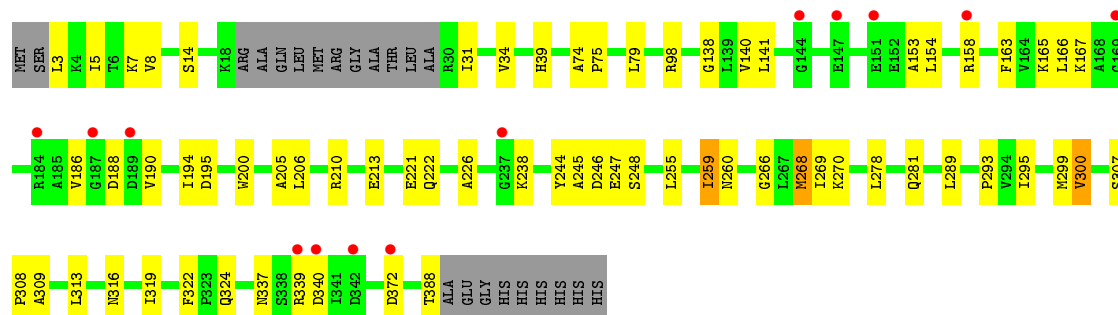 MET SER L3 K4 I5 T6 K7 V8 S14 K18 ARG ALA GLN LEU MET ARG GLY ALA THR LEU ALA R30 I31 V34 H39 A74 P75 L79 R98 G138 L139 V140 L141 G144 E147 E151 E152 A153 L154 R158 F163 V164 K165 L166 K167 A168 G169
R184 A185 V186 G187 D188 D189 V190 I194 D195 W200 A205 L206 R210 E213 E221 Q222 A226 G237 K238 Y244 A245 D246 E247 S248 L255 I259 N260 G266 L267 M268 I269 K270 L278 Q281 L289 P293 V294 I295 M299 V300 S307
P308 A309 L313 N316 I319 F322 P323 Q324 N337 S338 R339 D340 I341 D342 D372 T388 ALA GLU GLY HIS HIS HIS HIS HIS HIS